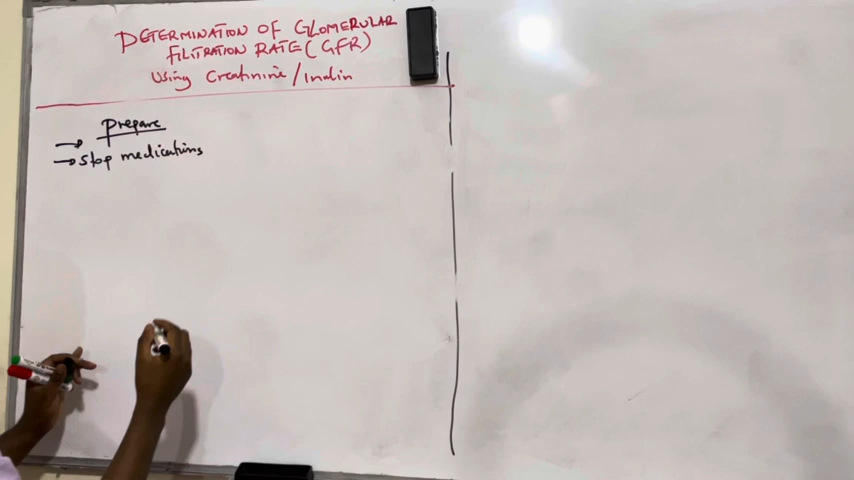 DETERMINATION OF GLOMERULAR
FILTRATION RATE (GFR)
Using Creatinine/Inulin
prepare
→
→ stop medications